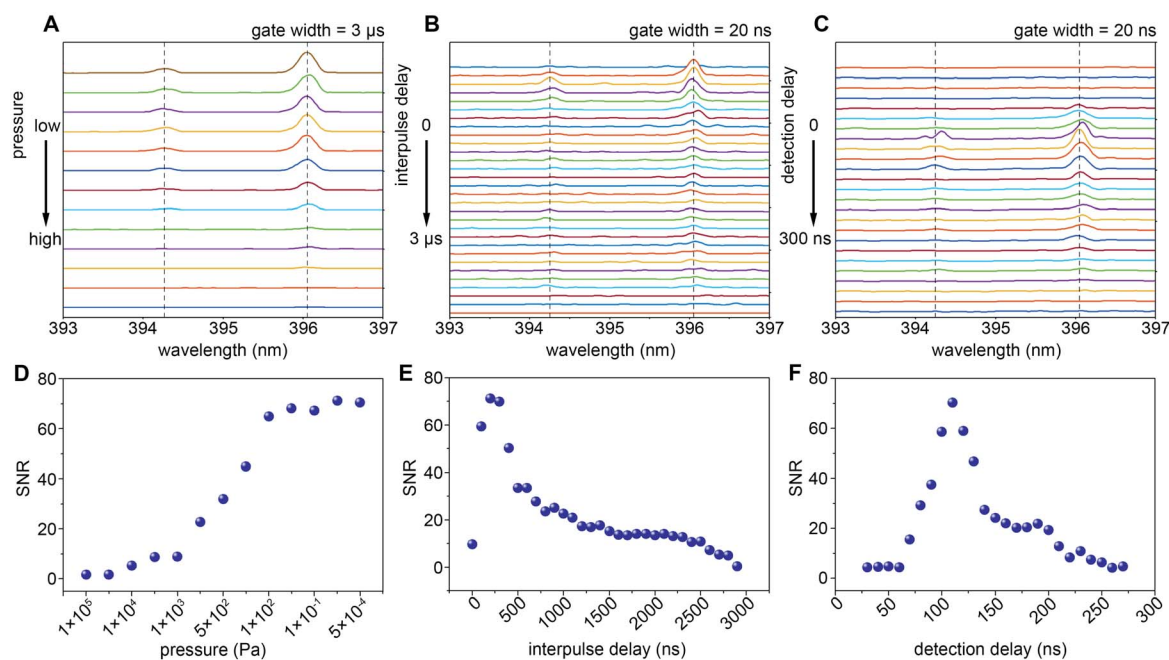 A gate width = 3 µs
pressure
low
high
393 394 395 396 397
wavelength (nm)
B gate width = 20 ns
interpulse delay
0
3 µs
393 394 395 396 397
wavelength (nm)
C gate width = 20 ns
detection delay
0
300 ns
393 394 395 396 397
wavelength (nm)
D
80
60
40
20
0
SNR
1×10⁵ 1×10⁴ 1×10³ 5×10² 1×10² 1×10⁻¹ 5×10⁻⁴
pressure (Pa)
E
80
60
40
20
0
SNR
0 500 1000 1500 2000 2500 3000
interpulse delay (ns)
F
80
60
40
20
0
SNR
0 50 100 150 200 250 300
detection delay (ns)